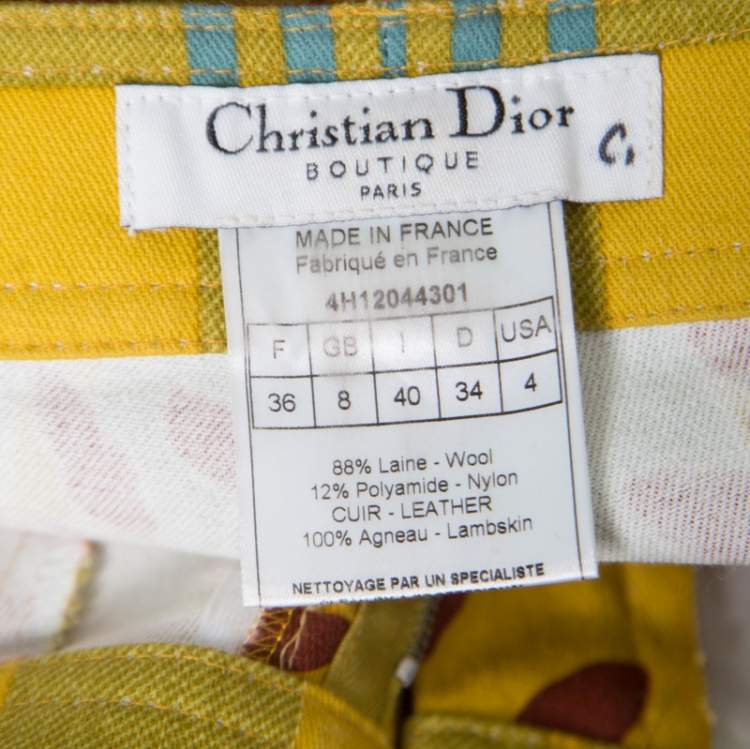 Christian Dior C.
BOUTIQUE
PARIS
MADE IN FRANCE
Fabriqué en France
4H12044301
F GB I D USA
36 8 40 34 4
88% Laine - Wool
12% Polyamide - Nylon
CUIR - LEATHER
100% Agneau - Lambskin
NETTOYAGE PAR UN SPECIALISTE